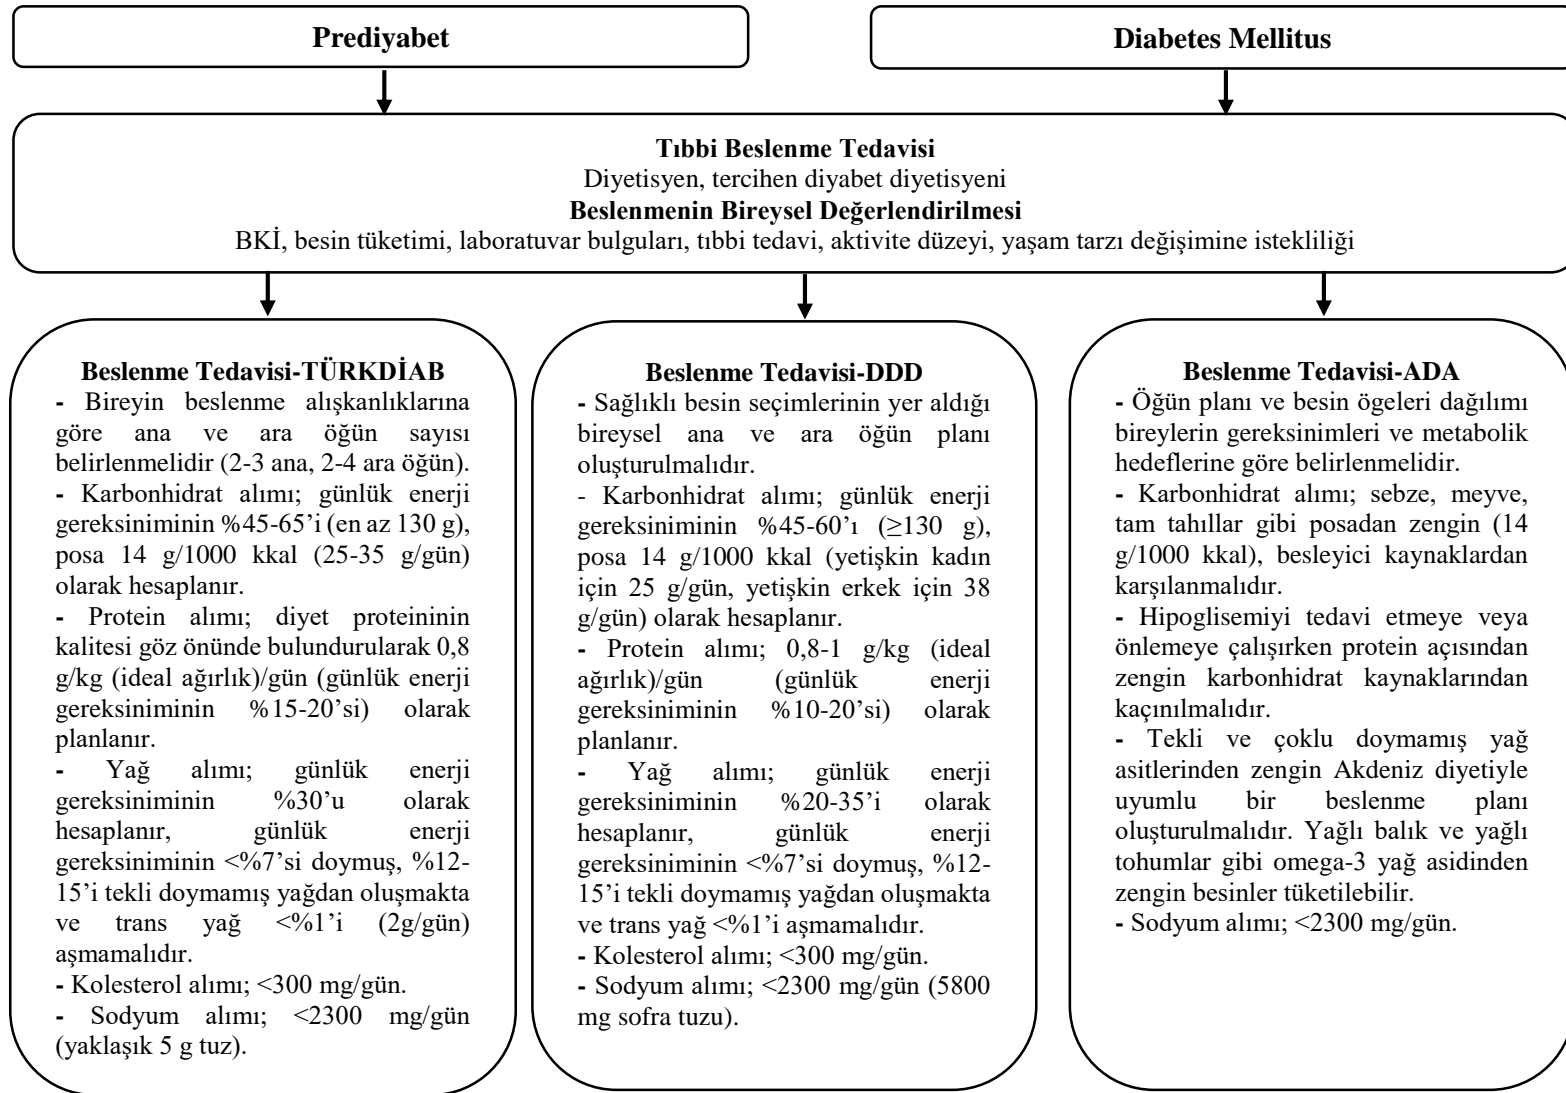 Prediyabet
Diabetes Mellitus
Tıbbi Beslenme Tedavisi
Diyetisyen, tercihen diyabet diyetisyeni
Beslenmenin Bireysel Değerlendirilmesi
BKİ, besin tüketimi, laboratuvar bulguları, tıbbi tedavi, aktivite düzeyi, yaşam tarzı değişimine istekliliği
Beslenme Tedavisi-TÜRKDİAB
- Bireyin beslenme alışkanlıklarına
göre ana ve ara öğün sayısı
belirlenmelidir (2-3 ana, 2-4 ara öğün).
- Karbonhidrat alımı; günlük enerji
gereksiniminin %45-65’i (en az 130 g),
posa 14 g/1000 kkal (25-35 g/gün)
olarak hesaplanır.
- Protein alımı; diyet proteininin
kalitesi göz önünde bulundurularak 0,8
g/kg (ideal ağırlık)/gün (günlük enerji
gereksiniminin %15-20’si) olarak
planlanır.
- Yağ alımı; günlük enerji
gereksiniminin %30’u olarak
hesaplanır, günlük enerji
gereksiniminin <%7’si doymuş, %12-
15’i tekli doymamış yağdan oluşmakta
ve trans yağ <%1’i (2g/gün)
aşmamalıdır.
- Kolesterol alımı; <300 mg/gün.
- Sodyum alımı; <2300 mg/gün
(yaklaşık 5 g tuz).
Beslenme Tedavisi-DDD
- Sağlıklı besin seçimlerinin yer aldığı
bireysel ana ve ara öğün planı
oluşturulmalıdır.
- Karbonhidrat alımı; günlük enerji
gereksiniminin %45-60’ı (≥130 g),
posa 14 g/1000 kkal (yetişkin kadın
için 25 g/gün, yetişkin erkek için 38
g/gün) olarak hesaplanır.
- Protein alımı; 0,8-1 g/kg (ideal
ağırlık)/gün (günlük enerji
gereksiniminin %10-20’si) olarak
planlanır.
- Yağ alımı; günlük enerji
gereksiniminin %20-35’i olarak
hesaplanır, günlük enerji
gereksiniminin <%7’si doymuş, %12-
15’i tekli doymamış yağdan oluşmakta
ve trans yağ <%1’i aşmamalıdır.
- Kolesterol alımı; <300 mg/gün.
- Sodyum alımı; <2300 mg/gün (5800
mg sofra tuzu).
Beslenme Tedavisi-ADA
- Öğün planı ve besin ögeleri dağılımı
bireylerin gereksinimleri ve metabolik
hedeflerine göre belirlenmelidir.
- Karbonhidrat alımı; sebze, meyve,
tam tahıllar gibi posadan zengin (14
g/1000 kkal), besleyici kaynaklardan
karşılanmalıdır.
- Hipoglisemiyi tedavi etmeye veya
önlemeye çalışırken protein açısından
zengin karbonhidrat kaynaklarından
kaçınılmalıdır.
- Tekli ve çoklu doymamış yağ
asitlerinden zengin Akdeniz diyetiyle
uyumlu bir beslenme planı
oluşturulmalıdır. Yağlı balık ve yağlı
tohumlar gibi omega-3 yağ asidinden
zengin besinler tüketilebilir.
- Sodyum alımı; <2300 mg/gün.